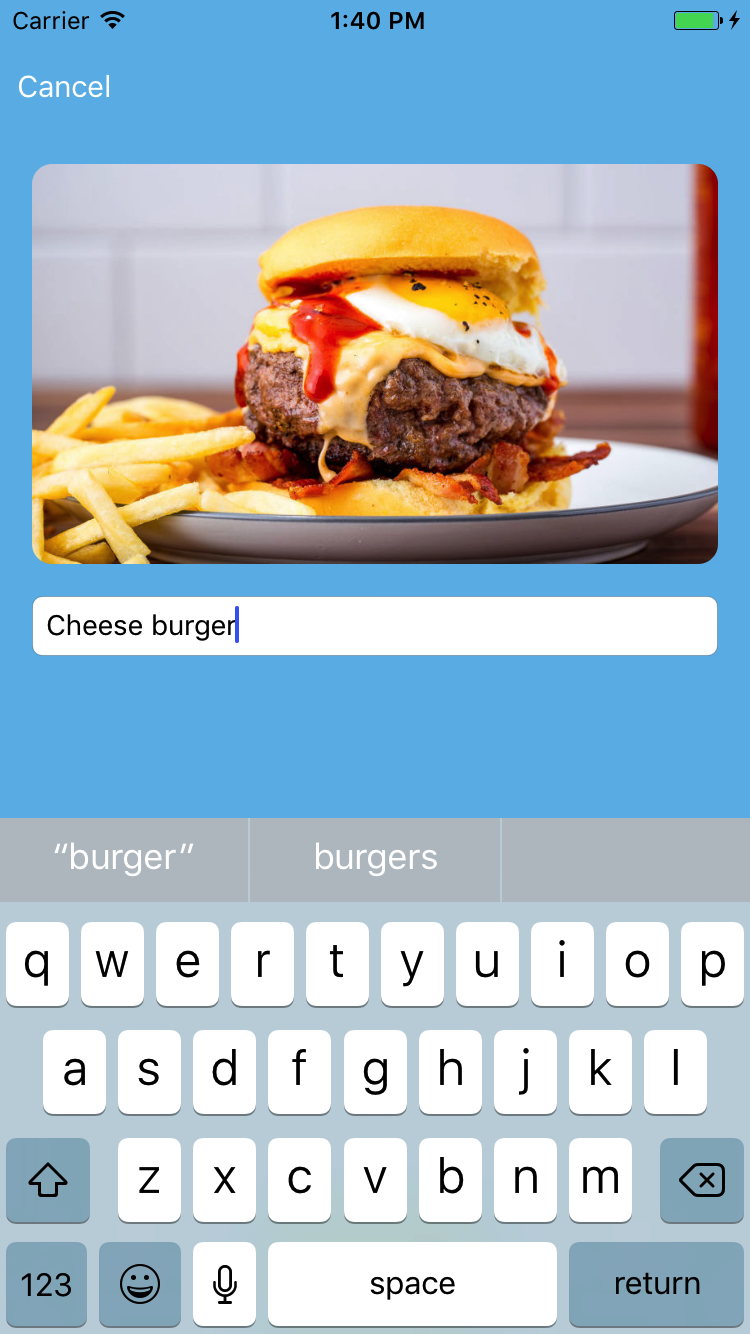 Carrier 1:40 PM
Cancel
Cheese burger
“burger” burgers
q w e r t y u i o p
a s d f g h j k l
z x c v b n m
123 space return